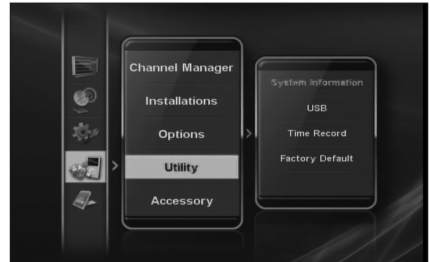 Channel Manager
Installations
Options
Utility
Accessory
System Information
USB
Time Record
Factory Default